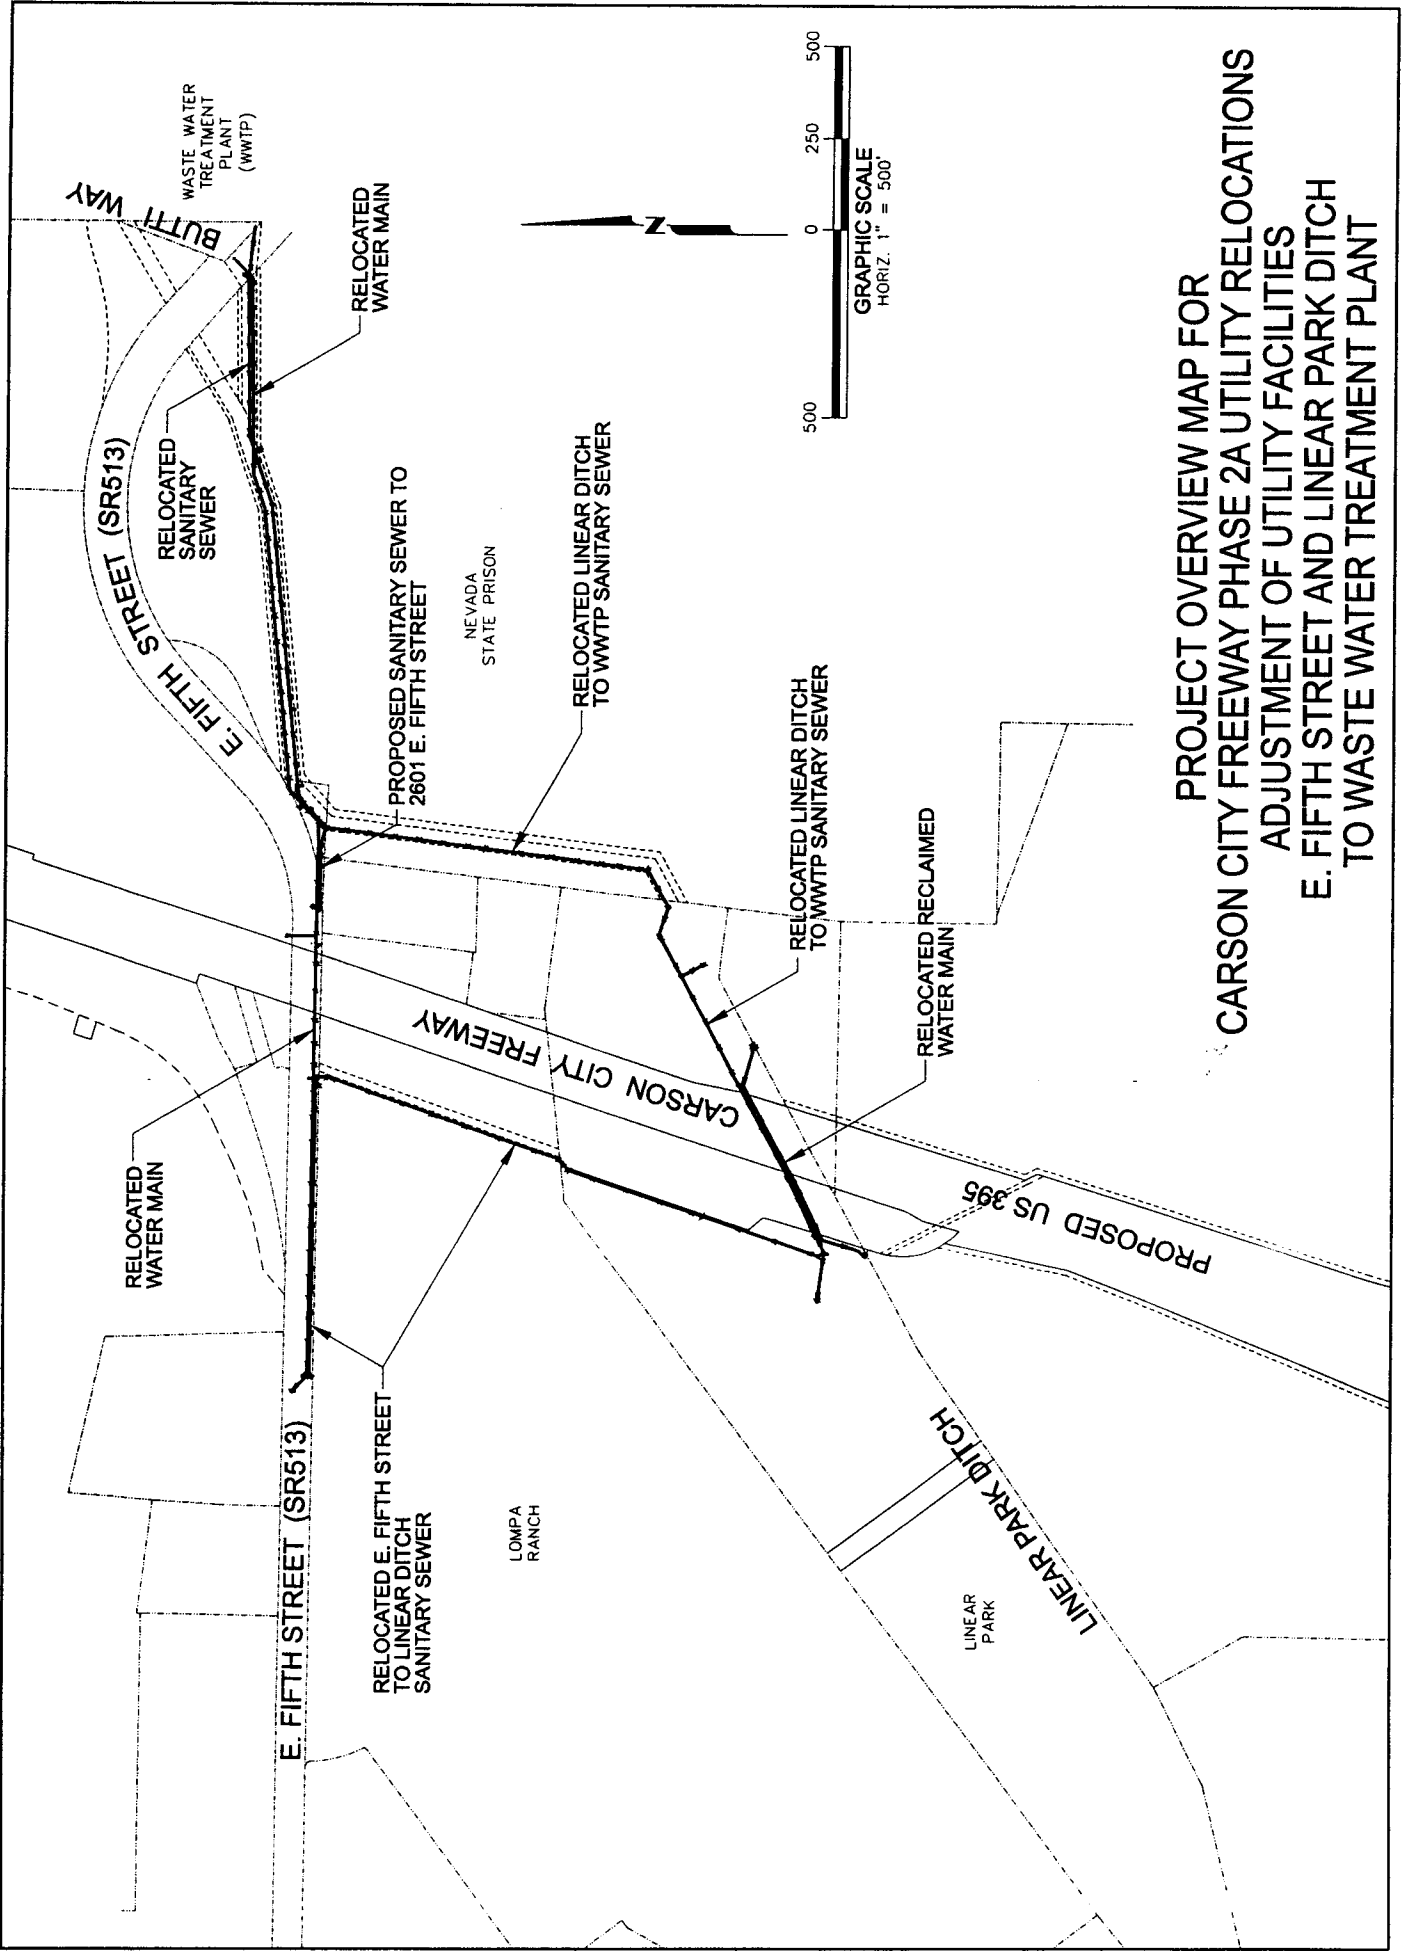 BUTTI WAY
WASTE WATER
TREATMENT
PLANT
(WWTP)
RELOCATED
WATER MAIN
E. FIFTH STREET (SR513)
RELOCATED
SANITARY
SEWER
PROPOSED SANITARY SEWER TO
2601 E. FIFTH STREET
NEVADA
STATE PRISON
RELOCATED LINEAR DITCH
TO WWTP SANITARY SEWER
RELOCATED LINEAR DITCH
TO WWTP SANITARY SEWER
RELOCATED RECLAIMED
WATER MAIN
CARSON CITY FREEWAY
PROPOSED US 395
RELOCATED
WATER MAIN
E. FIFTH STREET (SR513)
RELOCATED E. FIFTH STREET
TO LINEAR DITCH
SANITARY SEWER
LOMPA
RANCH
LINEAR PARK DITCH
LINEAR
PARK
N
500
0
250
500
GRAPHIC SCALE
HORIZ. 1" = 500'
PROJECT OVERVIEW MAP FOR
CARSON CITY FREEWAY PHASE 2A UTILITY RELOCATIONS
ADJUSTMENT OF UTILITY FACILITIES
E. FIFTH STREET AND LINEAR PARK DITCH
TO WASTE WATER TREATMENT PLANT